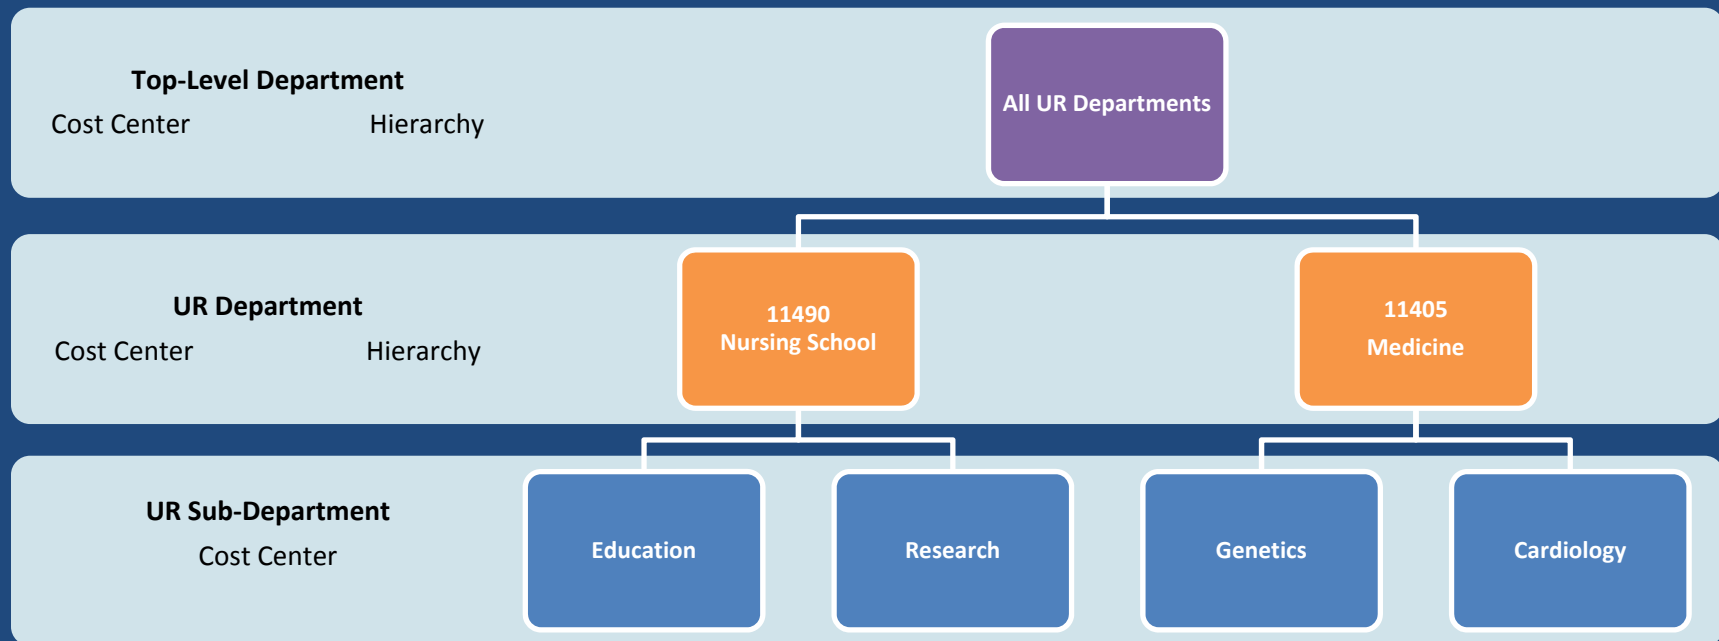 Top-Level Department
Cost Center Hierarchy
All UR Departments
UR Department
Cost Center Hierarchy
11490
Nursing School
11405
Medicine
UR Sub-Department
Cost Center
Education
Research
Genetics
Cardiology